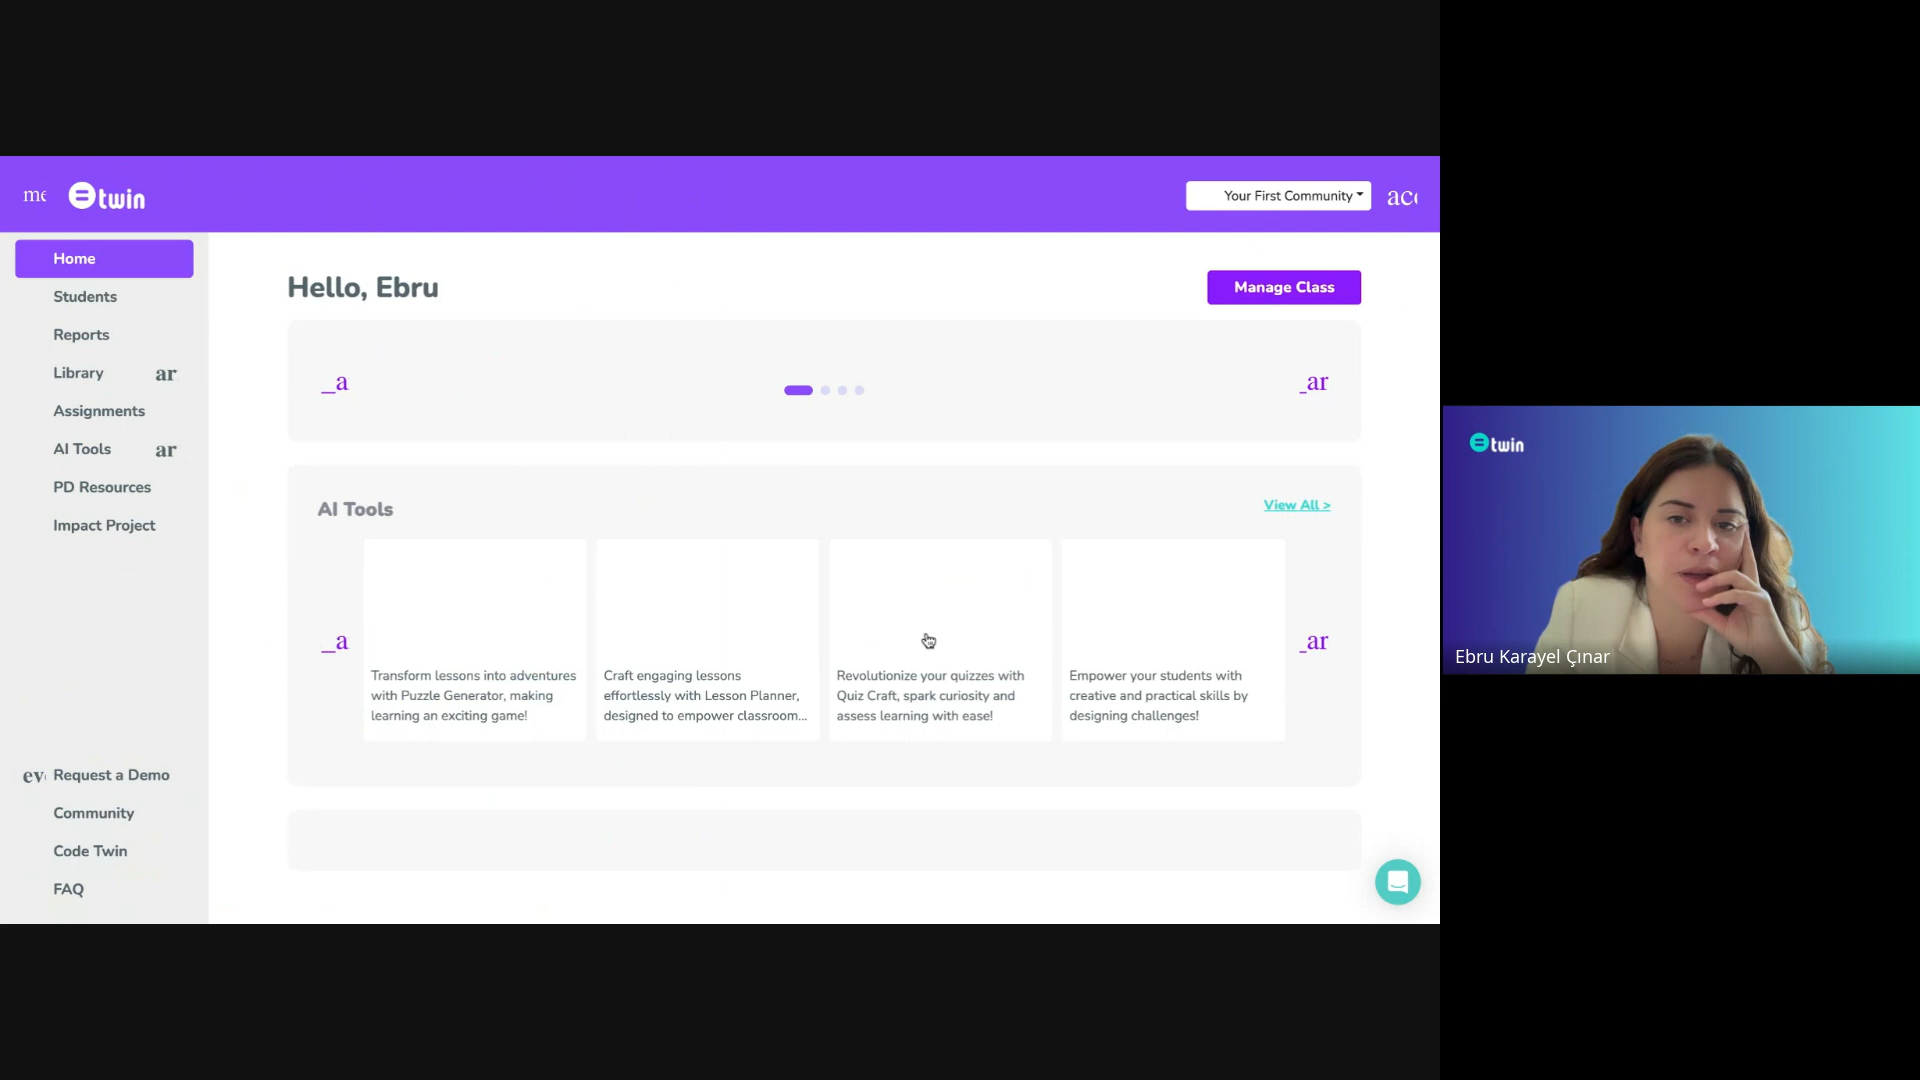 me
twin
Your First Community
acc
Home
Students
Reports
Library
ar
Assignments
AI Tools
ar
PD Resources
Impact Project
Request a Demo
Community
Code Twin
FAQ
Hello, Ebru
Manage Class
_a
_ar
AI Tools
View All >
_a
Transform lessons into adventures
with Puzzle Generator, making
learning an exciting game!
Craft engaging lessons
effortlessly with Lesson Planner,
designed to empower classroom...
Revolutionize your quizzes with
Quiz Craft, spark curiosity and
assess learning with ease!
Empower your students with
creative and practical skills by
designing challenges!
_ar
twin
Ebru Karayel Çınar